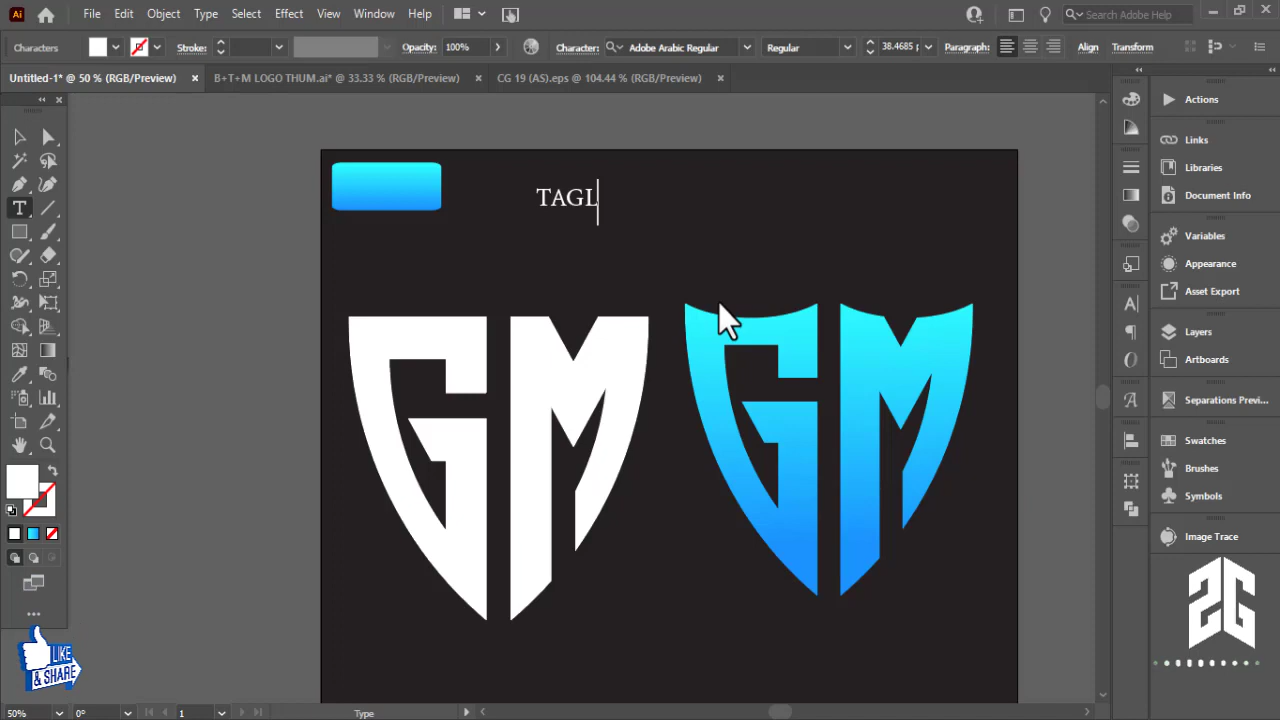 Ai File Edit Object Type Select Effect View Window Help Search Adobe Help
Characters Stroke: Opacity: 100% Character: Adobe Arabic Regular Regular 38.4685 p Paragraph: Align Transform
Untitled-1* @ 50 % (RGB/Preview) × B+T+M LOGO THUM.ai* @ 33.33 % (RGB/Preview) × CG 19 (AS).eps @ 104.44 % (RGB/Preview) ×
Actions
Links
Libraries
Document Info
Variables
Appearance
Asset Export
Layers
Artboards
Separations Previ...
Swatches
Brushes
Symbols
Image Trace
TAGL
GM GM
SG
LIKE
& SHARE
50% 0° 1 Type